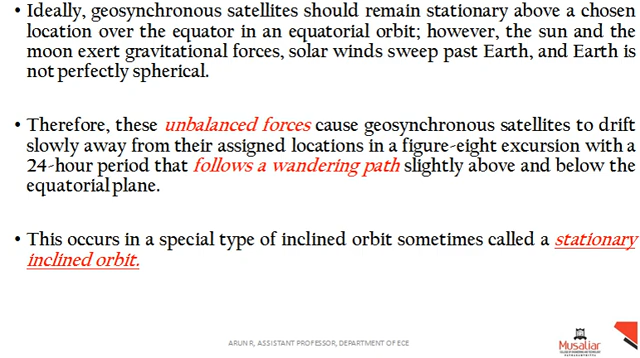 • Ideally, geosynchronous satellites should remain stationary above a chosen
location over the equator in an equatorial orbit; however, the sun and the
moon exert gravitational forces, solar winds sweep past Earth, and Earth is
not perfectly spherical.
• Therefore, these unbalanced forces cause geosynchronous satellites to drift
slowly away from their assigned locations in a figure-eight excursion with a
24-hour period that follows a wandering path slightly above and below the
equatorial plane.
• This occurs in a special type of inclined orbit sometimes called a stationary
inclined orbit.
ARUN R, ASSISTANT PROFESSOR, DEPARTMENT OF ECE
Musaliar